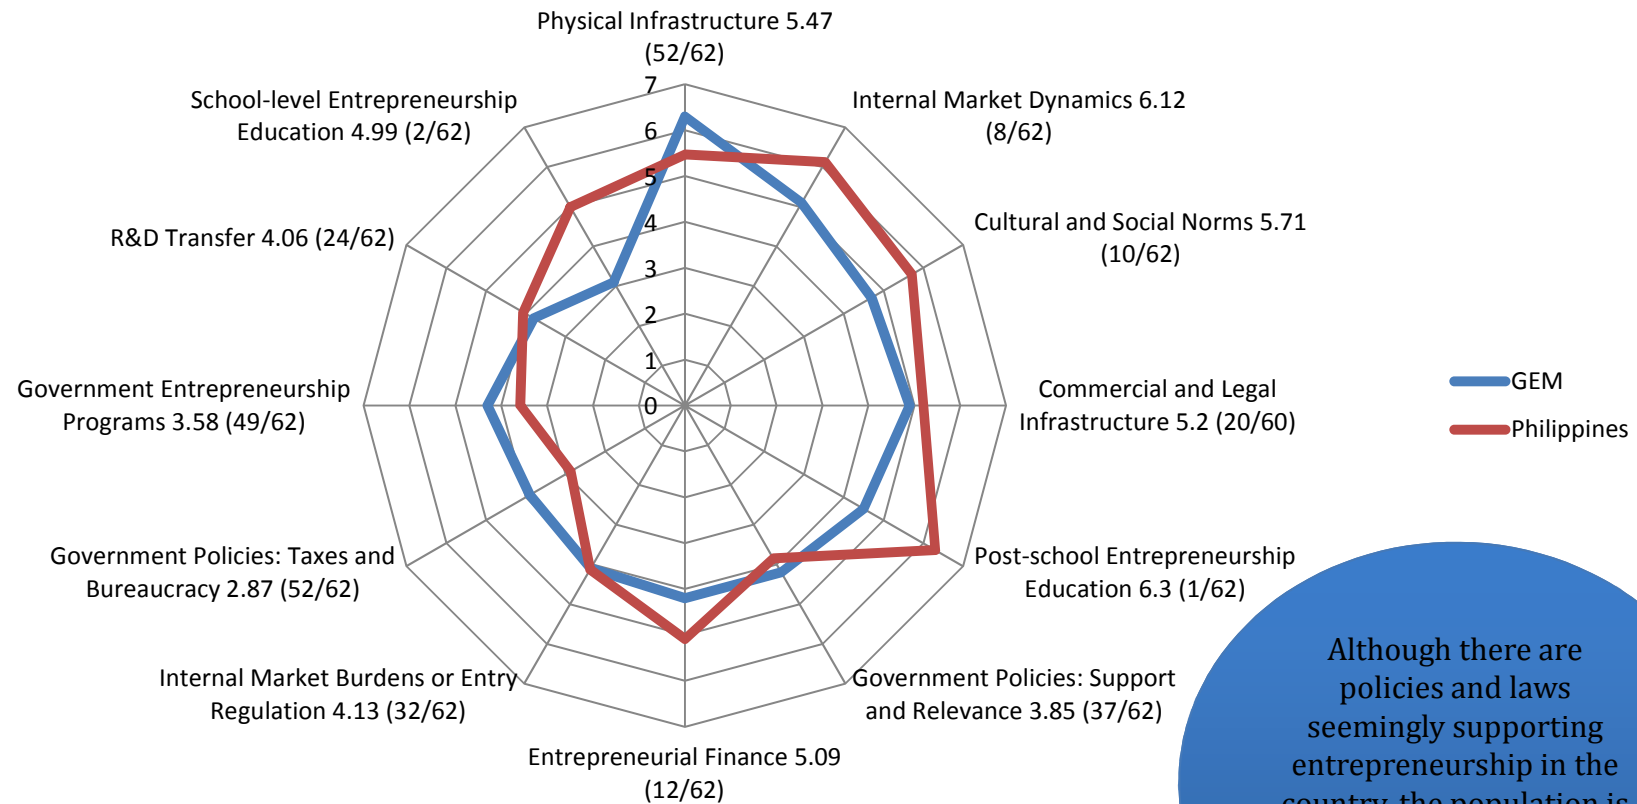 Physical Infrastructure 5.47
(52/62)
School-level Entrepreneurship
Education 4.99 (2/62)
Internal Market Dynamics 6.12
(8/62)
R&D Transfer 4.06 (24/62)
Cultural and Social Norms 5.71
(10/62)
Government Entrepreneurship
Programs 3.58 (49/62)
Commercial and Legal
Infrastructure 5.2 (20/60)
Government Policies: Taxes and
Bureaucracy 2.87 (52/62)
Post-school Entrepreneurship
Education 6.3 (1/62)
Internal Market Burdens or Entry
Regulation 4.13 (32/62)
Government Policies: Support
and Relevance 3.85 (37/62)
Entrepreneurial Finance 5.09
(12/62)
7
6
5
4
3
2
1
0
GEM
Philippines
Although there are
policies and laws
seemingly supporting
entrepreneurship in the
country, the population is